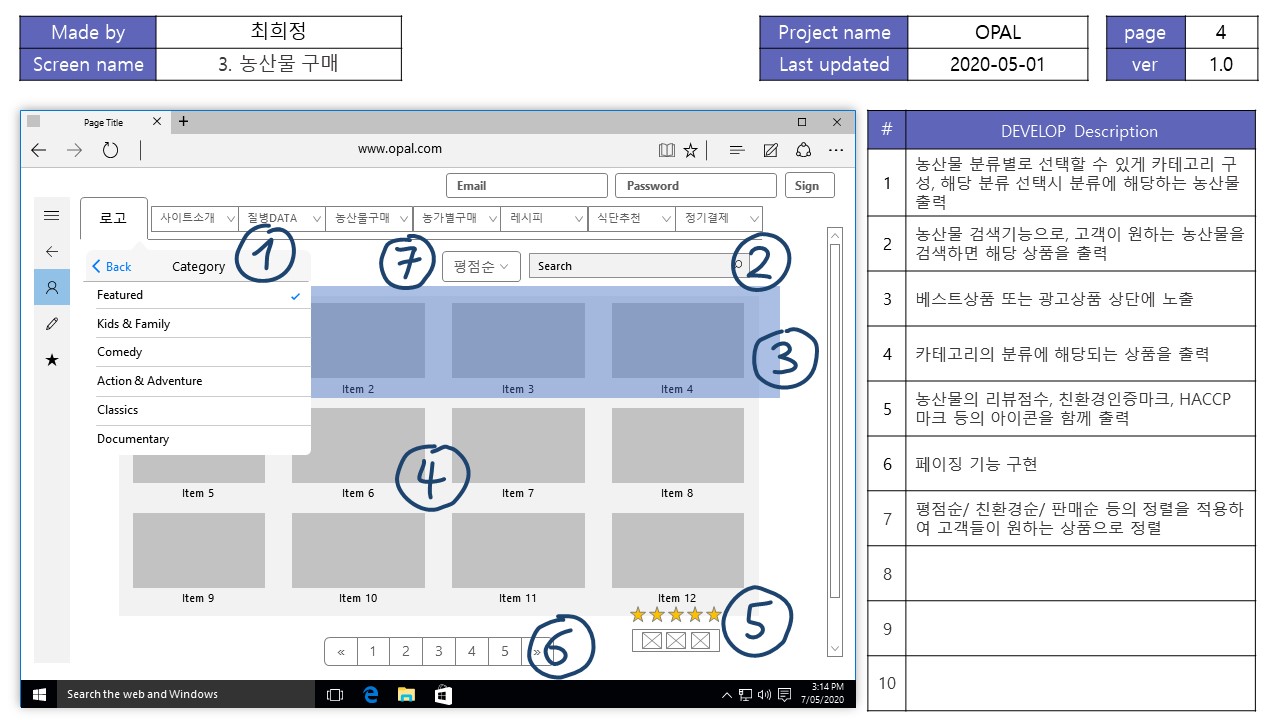 Made by 최희정
Screen name 3. 농산물 구매
Project name OPAL
Last updated 2020-05-01
page 4
ver 1.0
Page Title
www.opal.com
Email Password Sign
로고 사이트소개 질병DATA 농산물구매 농가별구매 레시피 식단추천 정기결제
1 7 2
Back Category 평점순 Search
Featured
Kids & Family
Comedy
Action & Adventure
Classics
Documentary
3
Item 2 Item 3 Item 4
4
Item 5 Item 6 Item 7 Item 8
Item 9 Item 10 Item 11 Item 12
5
« 1 2 3 4 5 »
6
Search the web and Windows
3:14 PM
7/05/2020
# DEVELOP Description
1 농산물 분류별로 선택할 수 있게 카테고리 구
성, 해당 분류 선택시 분류에 해당하는 농산물
출력
2 농산물 검색기능으로, 고객이 원하는 농산물을
검색하면 해당 상품을 출력
3 베스트상품 또는 광고상품 상단에 노출
4 카테고리의 분류에 해당되는 상품을 출력
5 농산물의 리뷰점수, 친환경인증마크, HACCP
마크 등의 아이콘을 함께 출력
6 페이징 기능 구현
7 평점순/ 친환경순/ 판매순 등의 정렬을 적용하
여 고객들이 원하는 상품으로 정렬
8
9
10